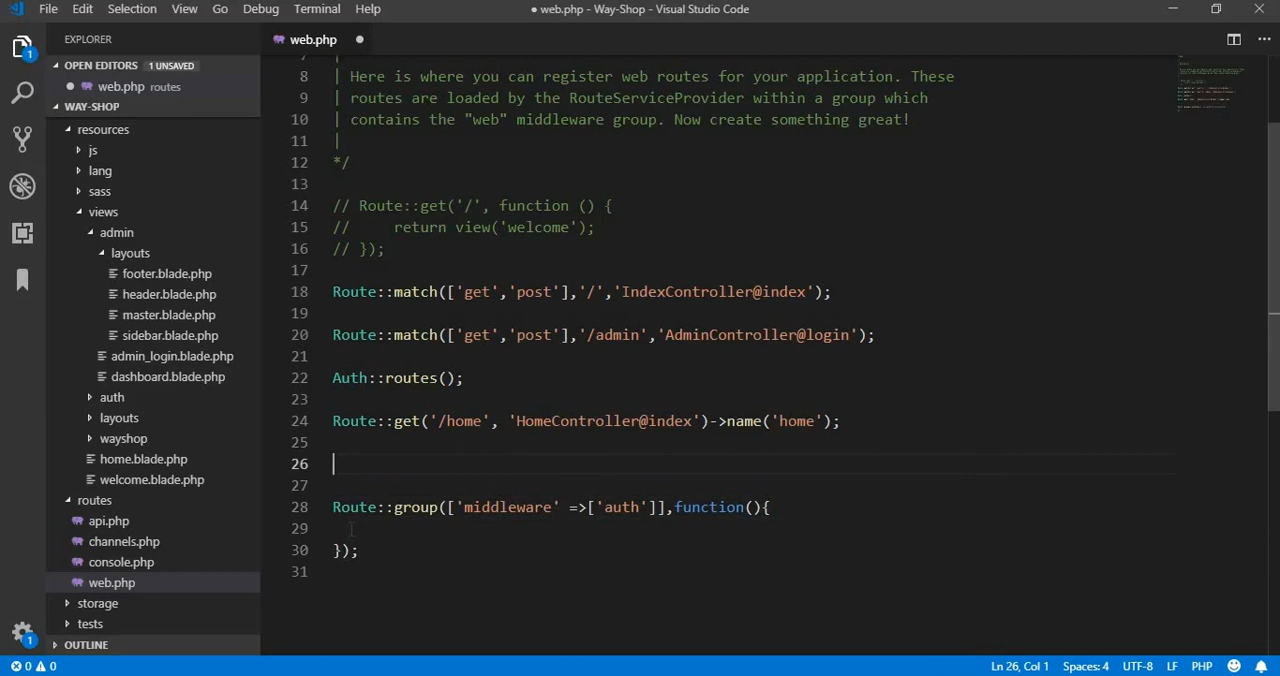 File Edit Selection View Go Debug Terminal Help
● web.php - Way-Shop - Visual Studio Code
EXPLORER
web.php
OPEN EDITORS 1 UNSAVED
web.php routes
WAY-SHOP
resources
js
lang
sass
views
admin
layouts
footer.blade.php
header.blade.php
master.blade.php
sidebar.blade.php
admin_login.blade.php
dashboard.blade.php
auth
layouts
wayshop
home.blade.php
welcome.blade.php
routes
api.php
channels.php
console.php
web.php
storage
tests
OUTLINE
1
1
8 | Here is where you can register web routes for your application. These
9 | routes are loaded by the RouteServiceProvider within a group which
10 | contains the "web" middleware group. Now create something great!
11 |
12 */
13
14 // Route::get('/', function () {
15 //     return view('welcome');
16 // });
17
18 Route::match(['get','post'],'/','IndexController@index');
19
20 Route::match(['get','post'],'/admin','AdminController@login');
21
22 Auth::routes();
23
24 Route::get('/home', 'HomeController@index')->name('home');
25
26
27
28 Route::group(['middleware' =>['auth']],function(){
29
30 });
31
0 0 Ln 26, Col 1 Spaces: 4 UTF-8 LF PHP